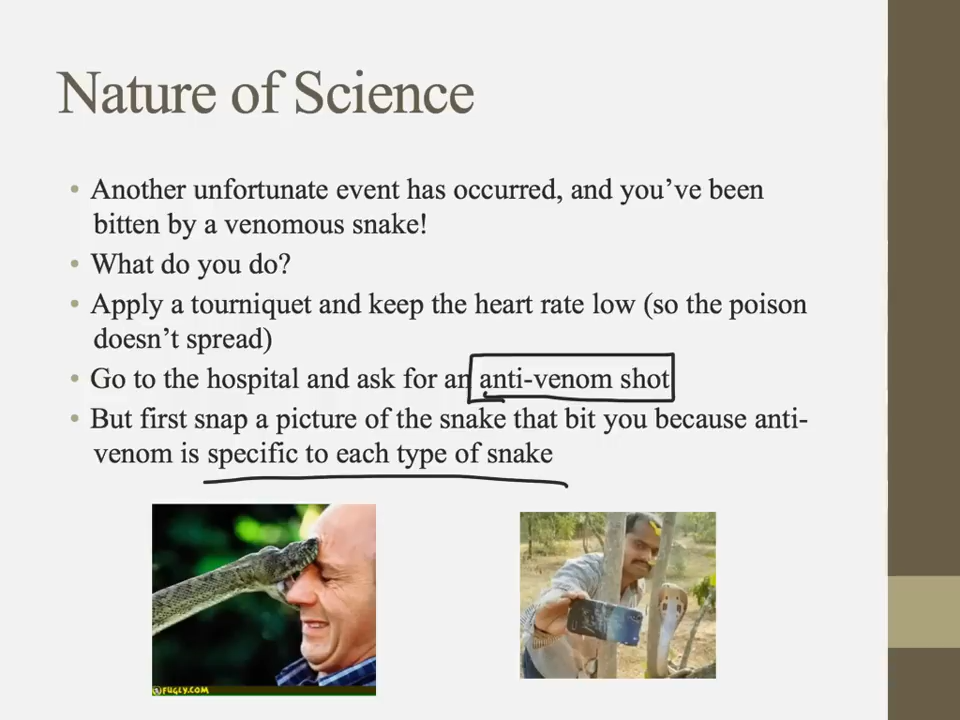 Nature of Science
• Another unfortunate event has occurred, and you’ve been
bitten by a venomous snake!
• What do you do?
• Apply a tourniquet and keep the heart rate low (so the poison
doesn’t spread)
• Go to the hospital and ask for an anti-venom shot
• But first snap a picture of the snake that bit you because anti-
venom is specific to each type of snake
FUGLY.COM